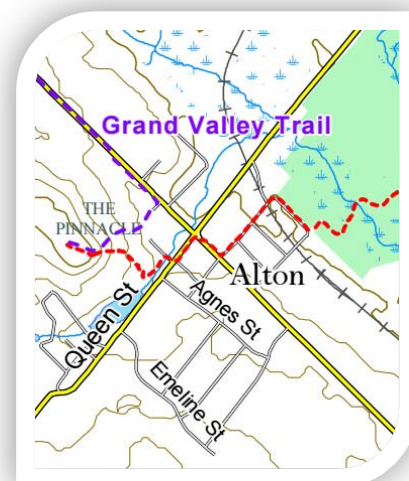 Grand Valley Trail
THE
PINNACLE
Alton
Queen St
Agnes St
Emeline St